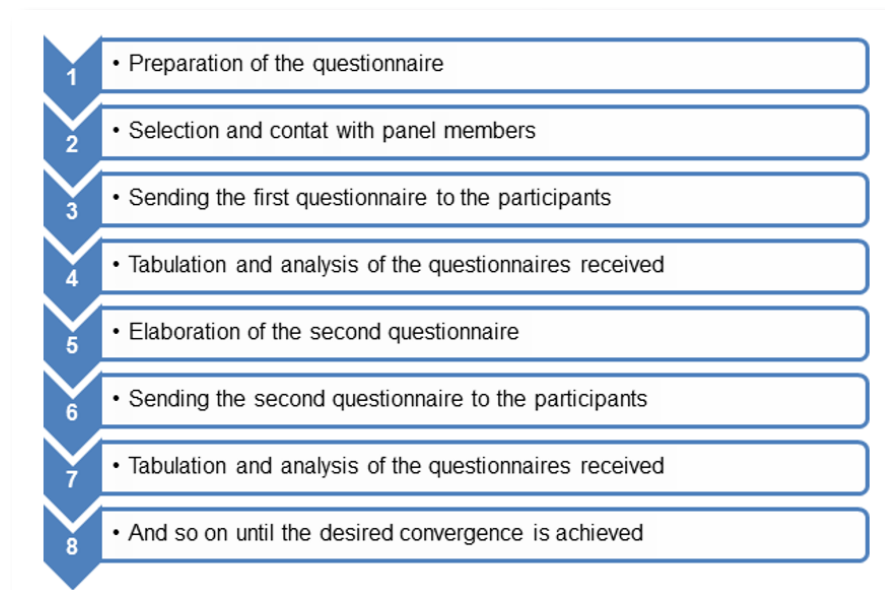 1
• Preparation of the questionnaire
2
• Selection and contat with panel members
3
• Sending the first questionnaire to the participants
4
• Tabulation and analysis of the questionnaires received
5
• Elaboration of the second questionnaire
6
• Sending the second questionnaire to the participants
7
• Tabulation and analysis of the questionnaires received
8
• And so on until the desired convergence is achieved